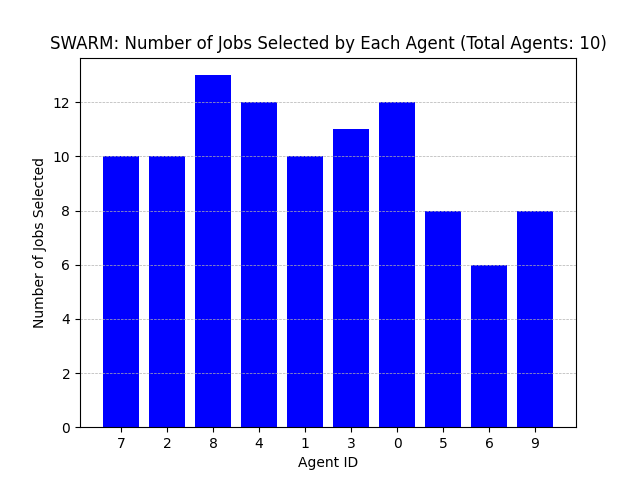 SWARM: Number of Jobs Selected by Each Agent (Total Agents: 10)
Number of Jobs Selected
12
10
8
6
4
2
0
7 2 8 4 1 3 0 5 6 9
Agent ID